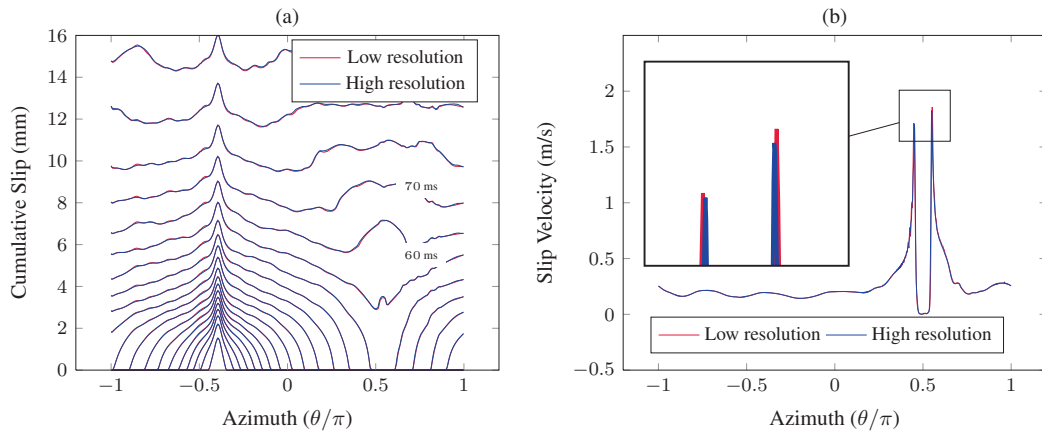 (a)
16
14
12
10
8
6
4
2
0
Cumulative Slip (mm)
Low resolution
High resolution
70 ms
60 ms
−1
−0.5
0
0.5
1
Azimuth (θ/π)
(b)
2
1.5
1
0.5
0
−0.5
Slip Velocity (m/s)
Low resolution
High resolution
−1
−0.5
0
0.5
1
Azimuth (θ/π)